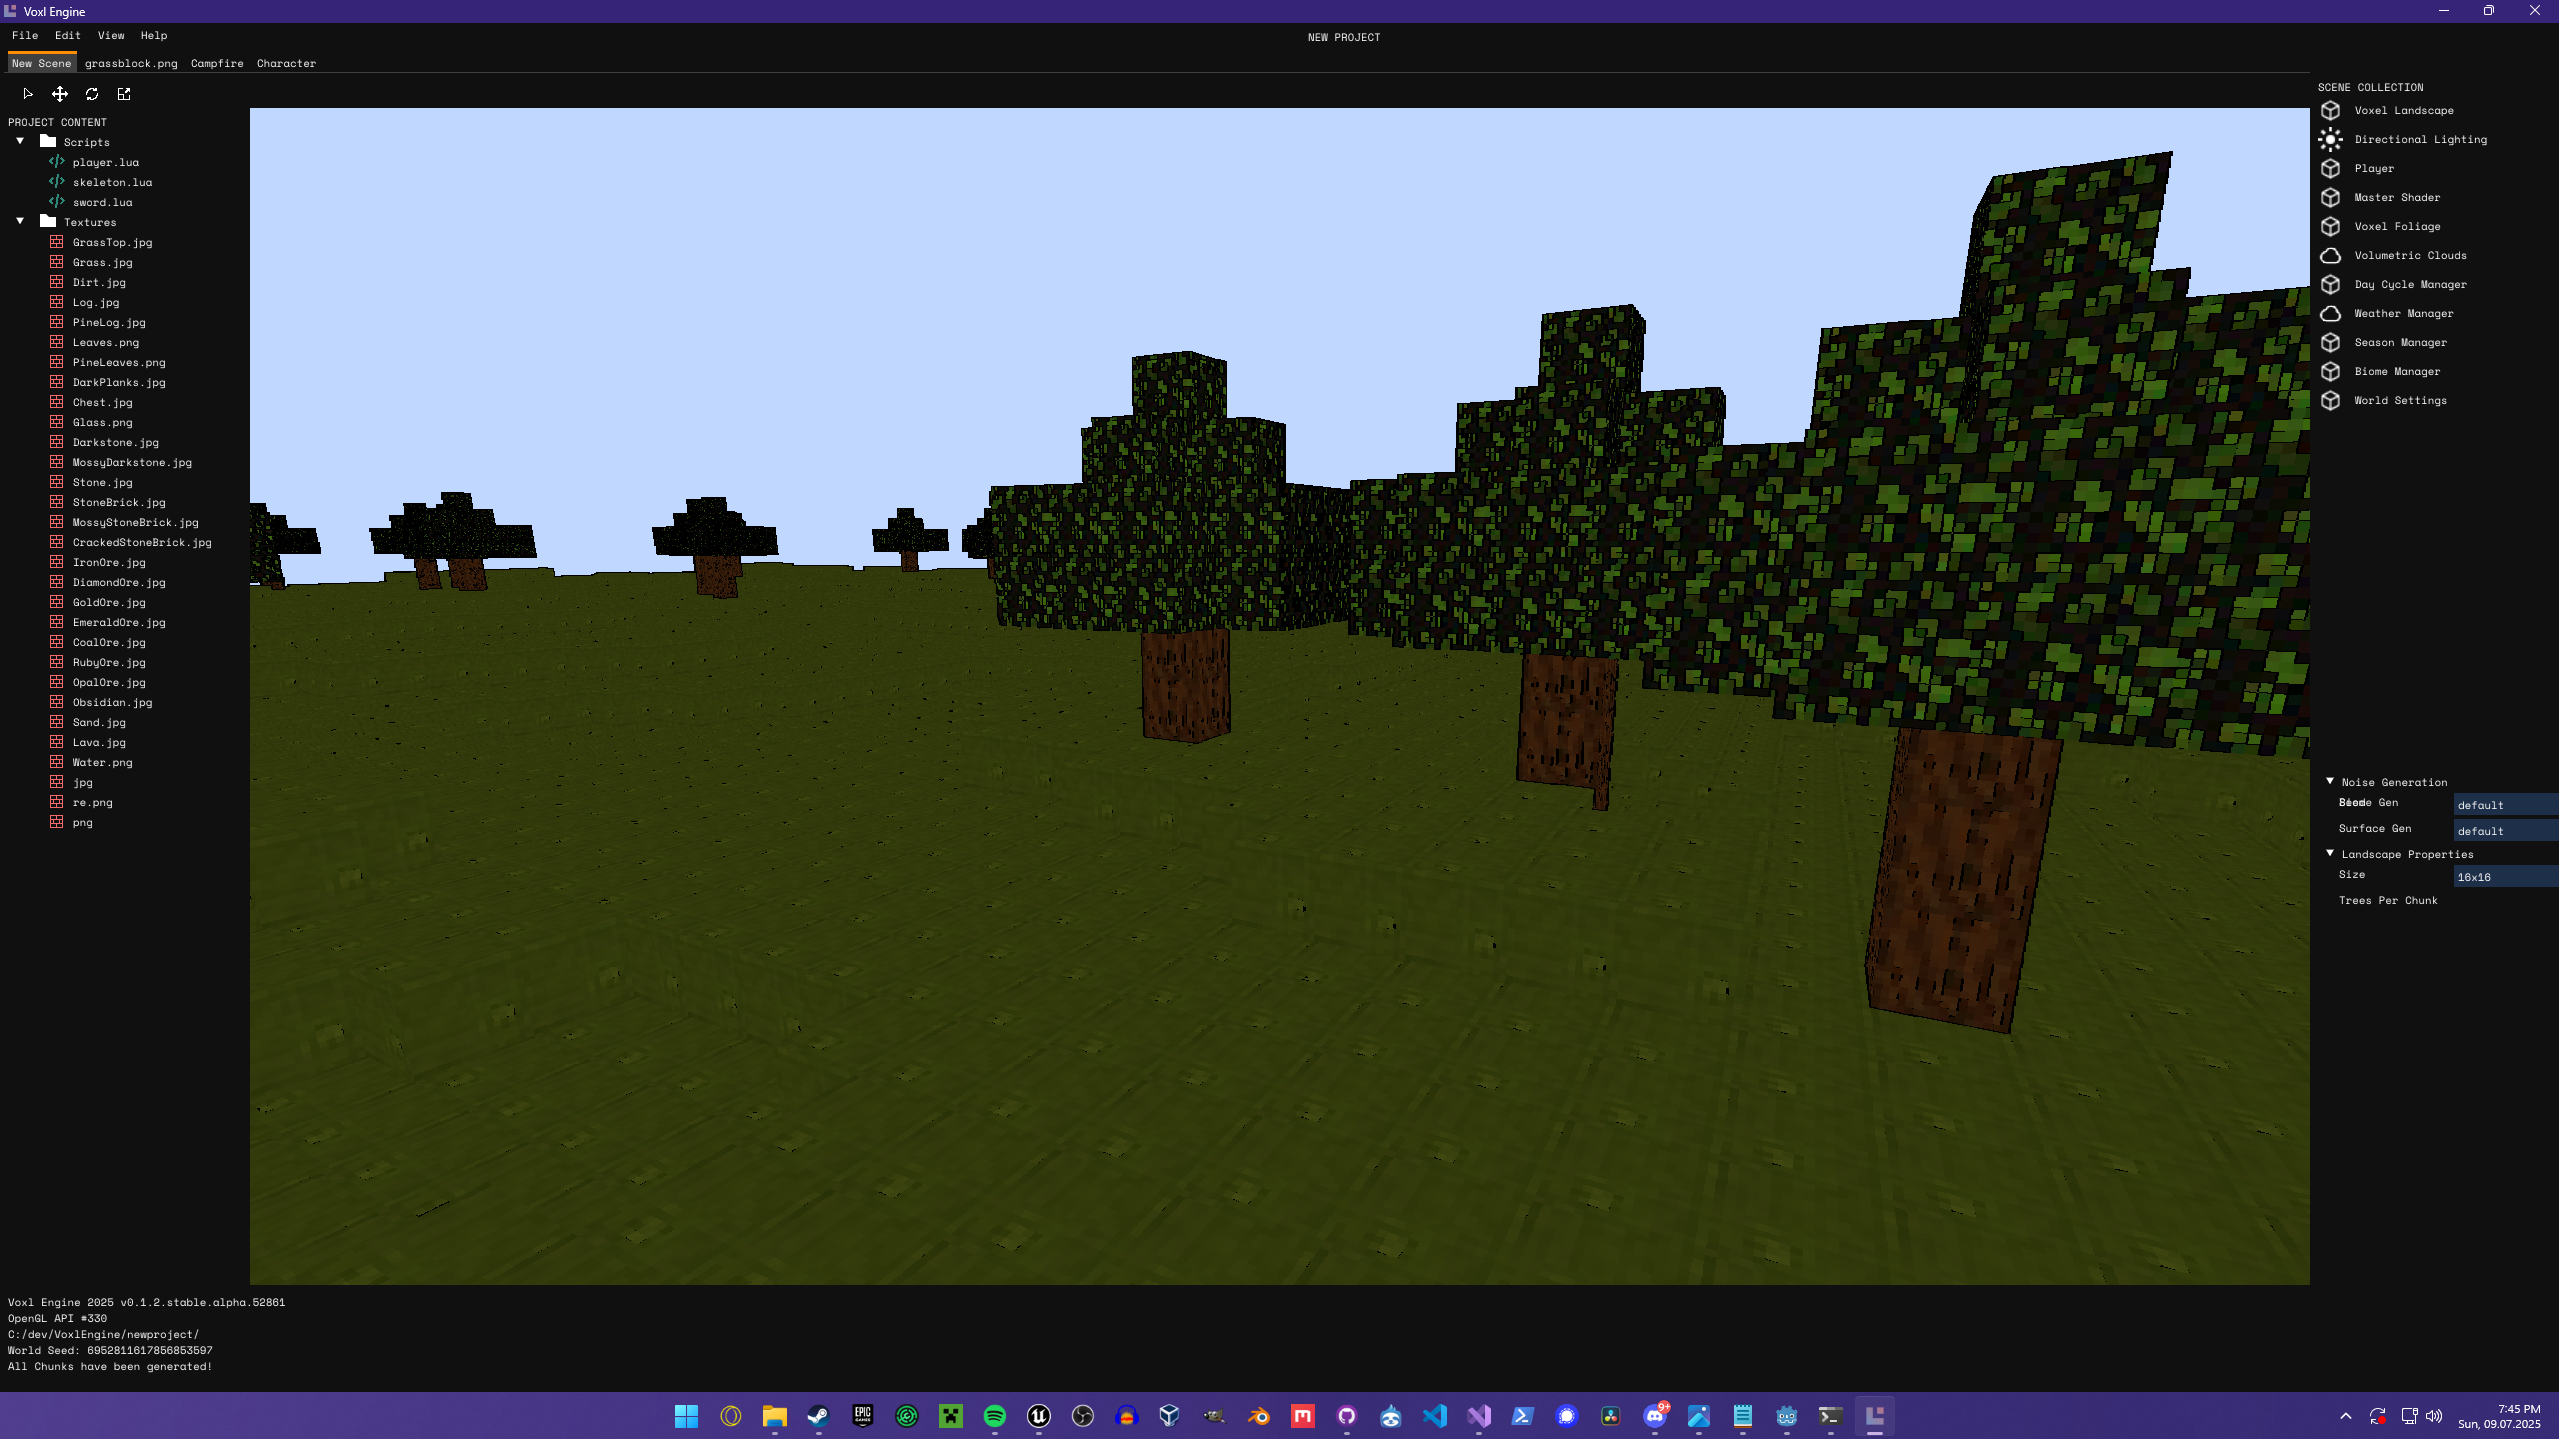 Voxl Engine
File Edit View Help
NEW PROJECT
New Scene grassblock.png Campfire Character
PROJECT CONTENT
Scripts
player.lua
skeleton.lua
sword.lua
Textures
GrassTop.jpg
Grass.jpg
Dirt.jpg
Log.jpg
PineLog.jpg
Leaves.png
PineLeaves.png
DarkPlanks.jpg
Chest.jpg
Glass.png
Darkstone.jpg
MossyDarkstone.jpg
Stone.jpg
StoneBrick.jpg
MossyStoneBrick.jpg
CrackedStoneBrick.jpg
IronOre.jpg
DiamondOre.jpg
GoldOre.jpg
EmeraldOre.jpg
CoalOre.jpg
RubyOre.jpg
OpalOre.jpg
Obsidian.jpg
Sand.jpg
Lava.jpg
Water.png
jpg
re.png
png
SCENE COLLECTION
Voxel Landscape
Directional Lighting
Player
Master Shader
Voxel Foliage
Volumetric Clouds
Day Cycle Manager
Weather Manager
Season Manager
Biome Manager
World Settings
Noise Generation
Gen default
Surface Gen default
Landscape Properties
Size 16x16
Trees Per Chunk
Voxl Engine 2025 v0.1.2.stable.alpha.52861
OpenGL API #330
C:/dev/VoxlEngine/newproject/
World Seed: 6952811617856853597
All Chunks have been generated!
EPIC GAMES
9+
7:45 PM
Sun, 09.07.2025